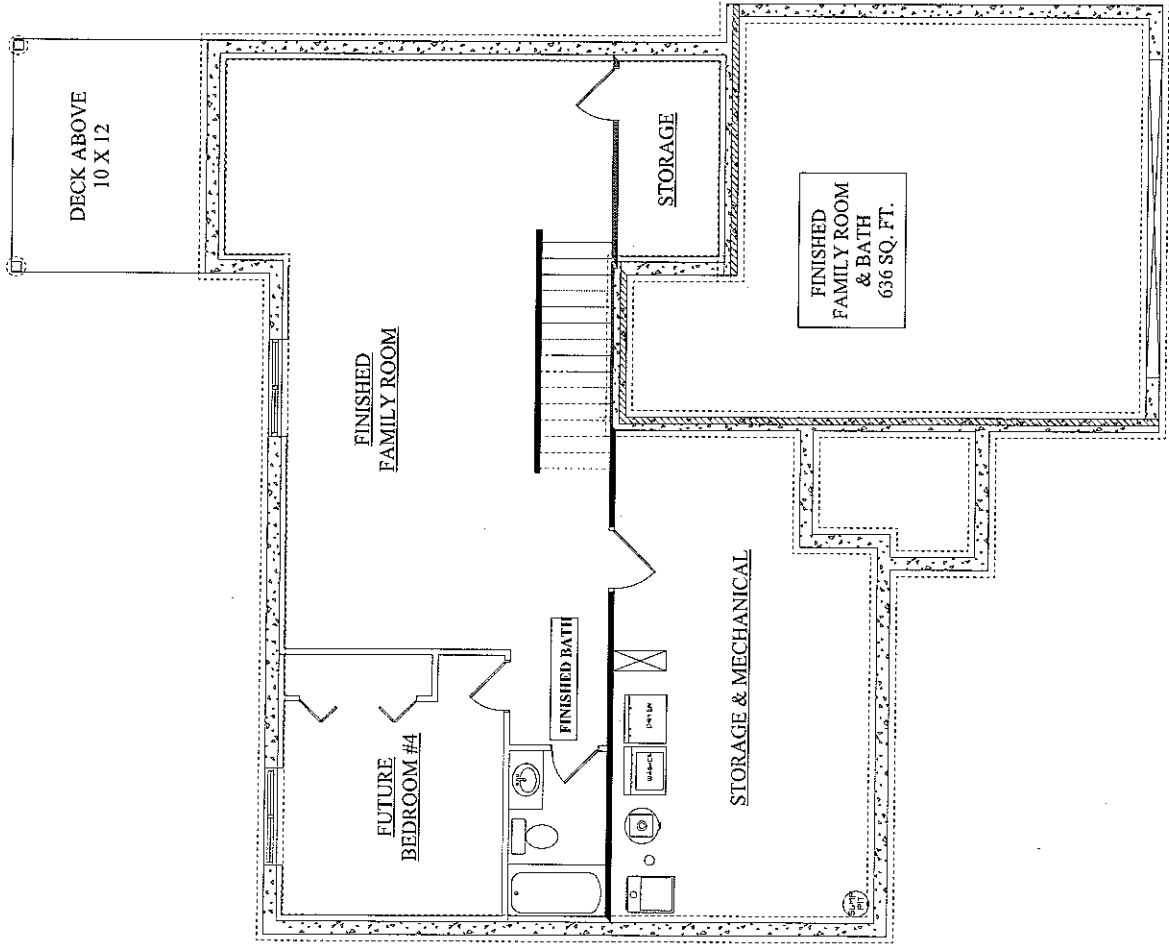 DECK ABOVE
10 X 12
STORAGE
FINISHED
FAMILY ROOM
& BATH
636 SQ. FT.
FINISHED
FAMILY ROOM
FINISHED BATH
FUTURE
BEDROOM #4
STORAGE & MECHANICAL
DRYER
WASHER
SUMP
PIT